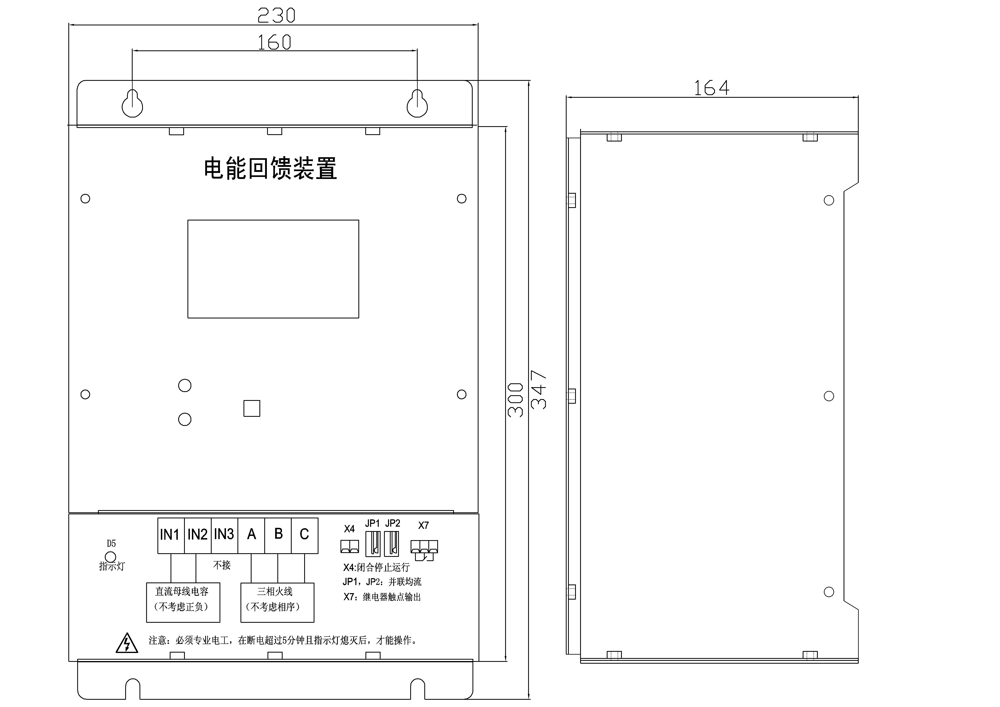 230
160
164
电能回馈装置
300
347
IN1 IN2 IN3 A B C
X4 JP1 JP2 X7
D5
指示灯
不接
X4:闭合停止运行
JP1，JP2：并联均流
X7：继电器触点输出
直流母线电容
（不考虑正负）
三相火线
（不考虑相序）
注意：必须专业电工，在断电超过5分钟且指示灯熄灭后，才能操作。